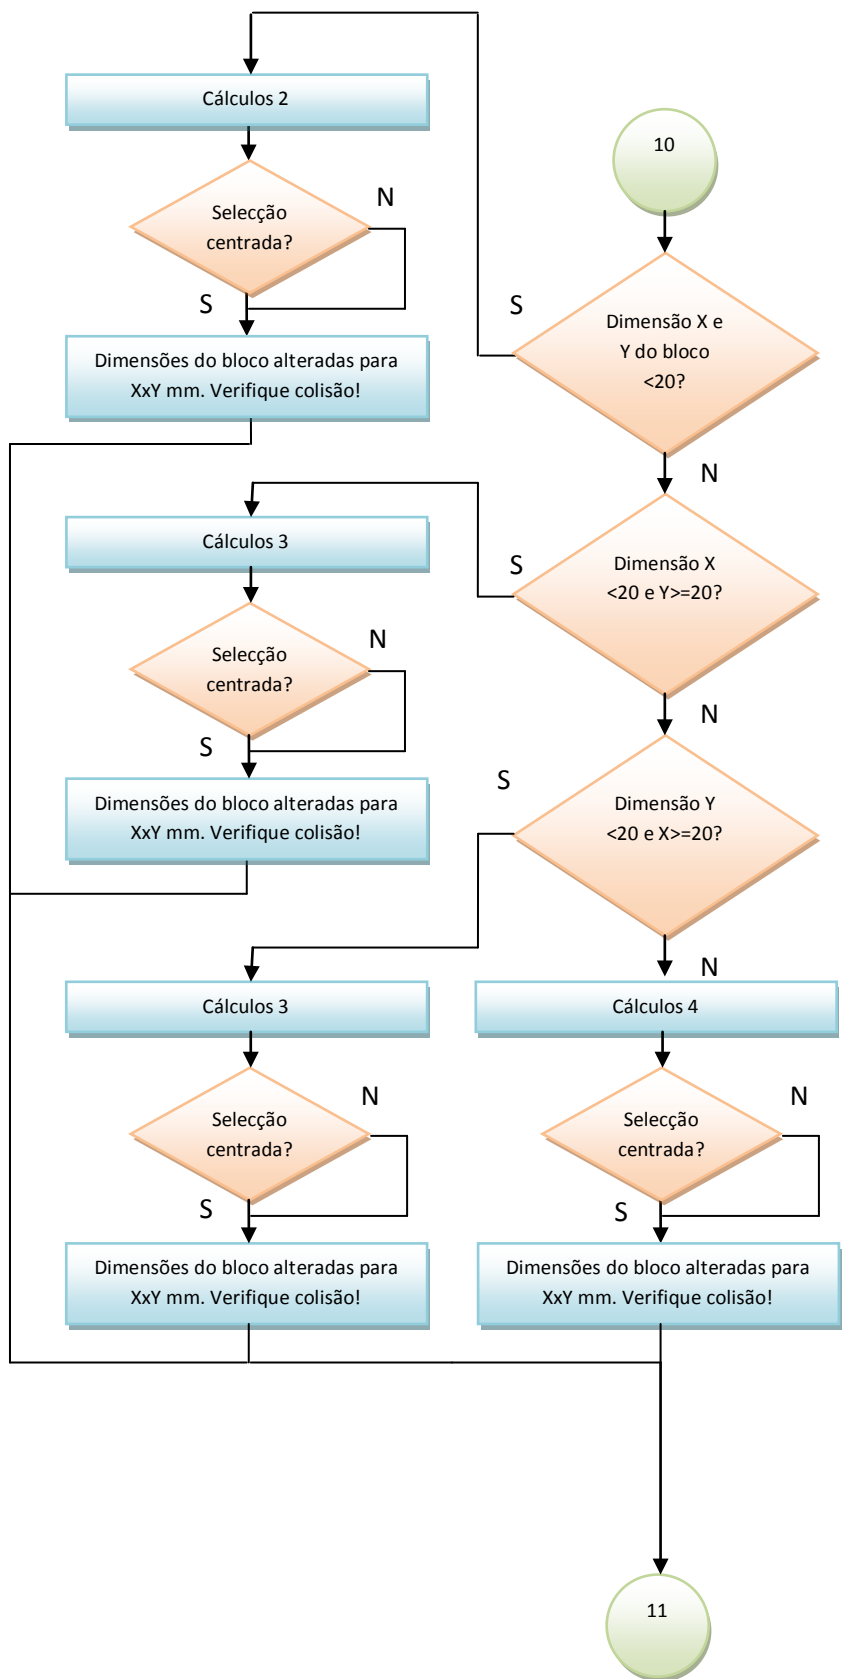 Cálculos 2
10
N
Selecção
centrada?
S
S
Dimensão X e
Y do bloco
<20?
Dimensões do bloco alteradas para
XxY mm. Verifique colisão!
N
Cálculos 3
S
Dimensão X
<20 e Y>=20?
N
Selecção
centrada?
N
S
S
Dimensões do bloco alteradas para
XxY mm. Verifique colisão!
Dimensão Y
<20 e X>=20?
N
Cálculos 3
Cálculos 4
N
Selecção
centrada?
S
N
Selecção
centrada?
S
Dimensões do bloco alteradas para
XxY mm. Verifique colisão!
Dimensões do bloco alteradas para
XxY mm. Verifique colisão!
11